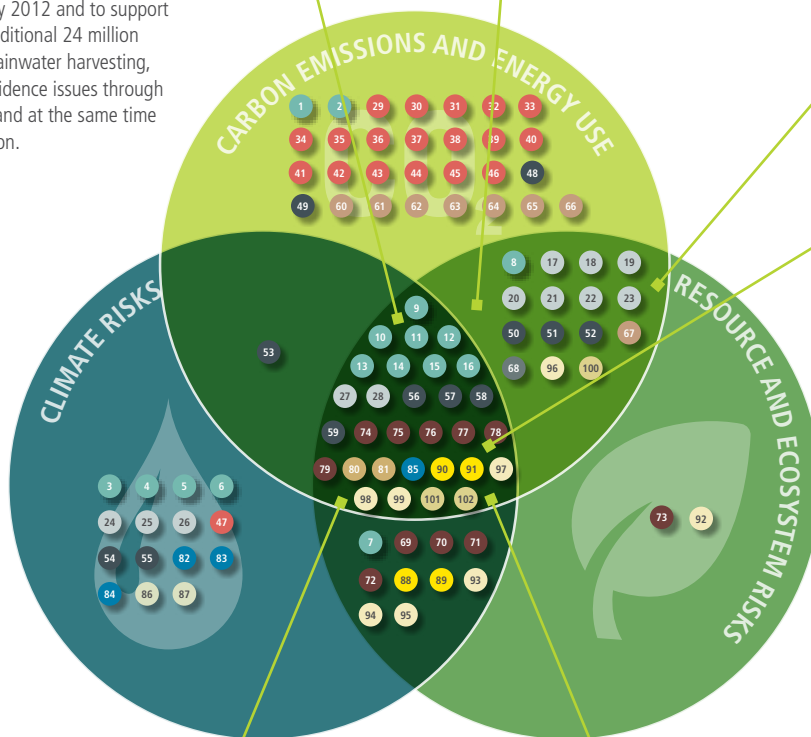 y 2012 and to support
ditional 24 million
ainwater harvesting,
idence issues through
and at the same time
on.
CARBON EMISSIONS AND ENERGY USE
1 2 29 30 31 32 33
34 35 36 37 38 39 40
41 42 43 44 45 46 48
49 60 61 62 63 64 65 66
2
8 17 18 19
20 21 22 23
50 51 52 67
68 96 100
RESOURCE AND ECOSYSTEM RISKS
73 92
CLIMATE RISKS
53
9
10 11 12
13 14 15 16
27 28 56 57 58
59 74 75 76 77 78
79 80 81 85 90 91 97
98 99 101 102
3 4 5 6
24 25 26 47
54 55 82 83
84 86 87
7 69 70 71
72 88 89 93
94 95